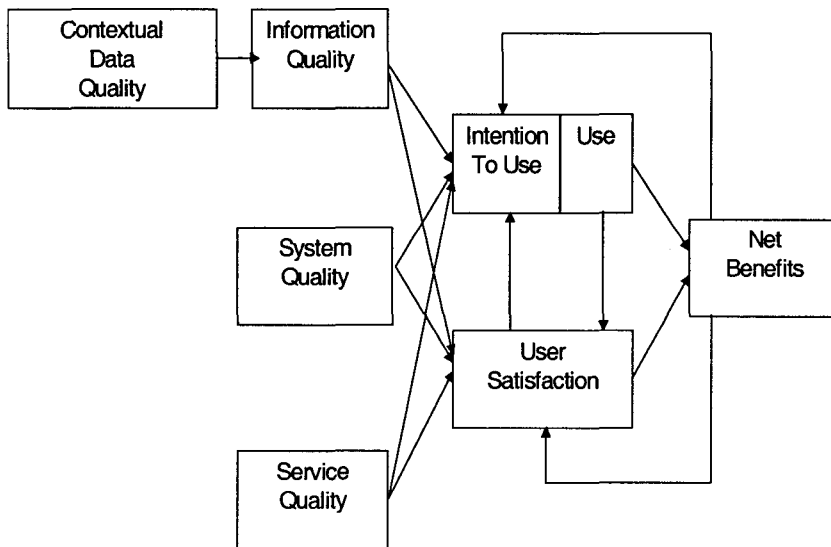 Contextual
Data
Quality
Information
Quality
Intention
To Use
Use
System
Quality
Net
Benefits
User
Satisfaction
Service
Quality